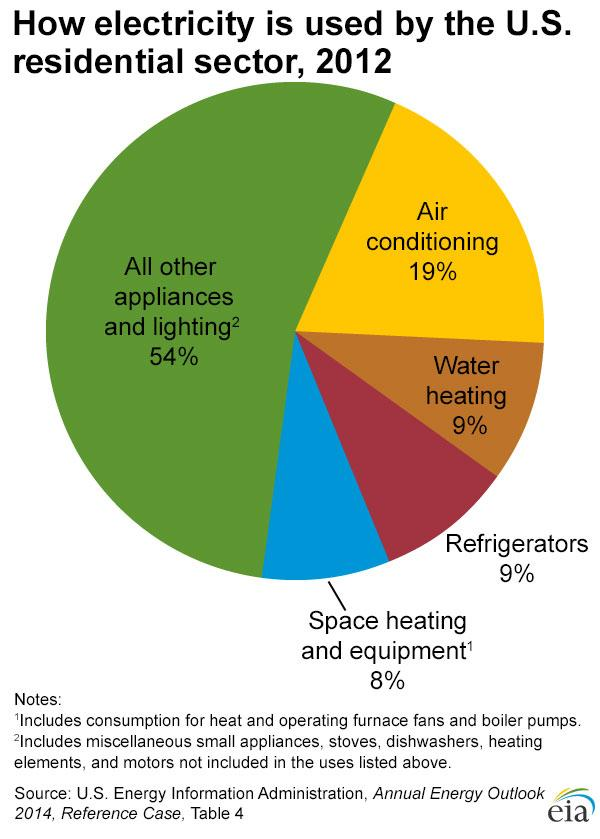 How electricity is used by the U.S.
residential sector, 2012
Air
conditioning
19%
All other
appliances
and lighting²
54%
Water
heating
9%
Refrigerators
9%
Space heating
and equipment¹
8%
Notes:
¹Includes consumption for heat and operating furnace fans and boiler pumps.
²Includes miscellaneous small appliances, stoves, dishwashers, heating
elements, and motors not included in the uses listed above.
Source: U.S. Energy Information Administration, Annual Energy Outlook
2014, Reference Case, Table 4
eia